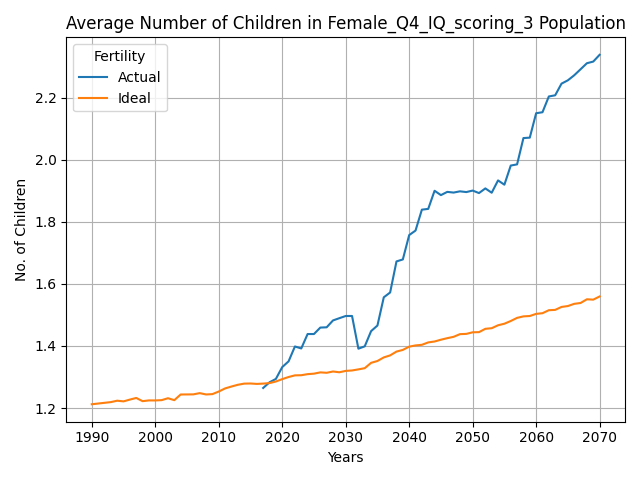 Average Number of Children in Female_Q4_IQ_scoring_3 Population
Fertility
Actual
Ideal
No. of Children
2.2
2.0
1.8
1.6
1.4
1.2
1990 2000 2010 2020 2030 2040 2050 2060 2070
Years